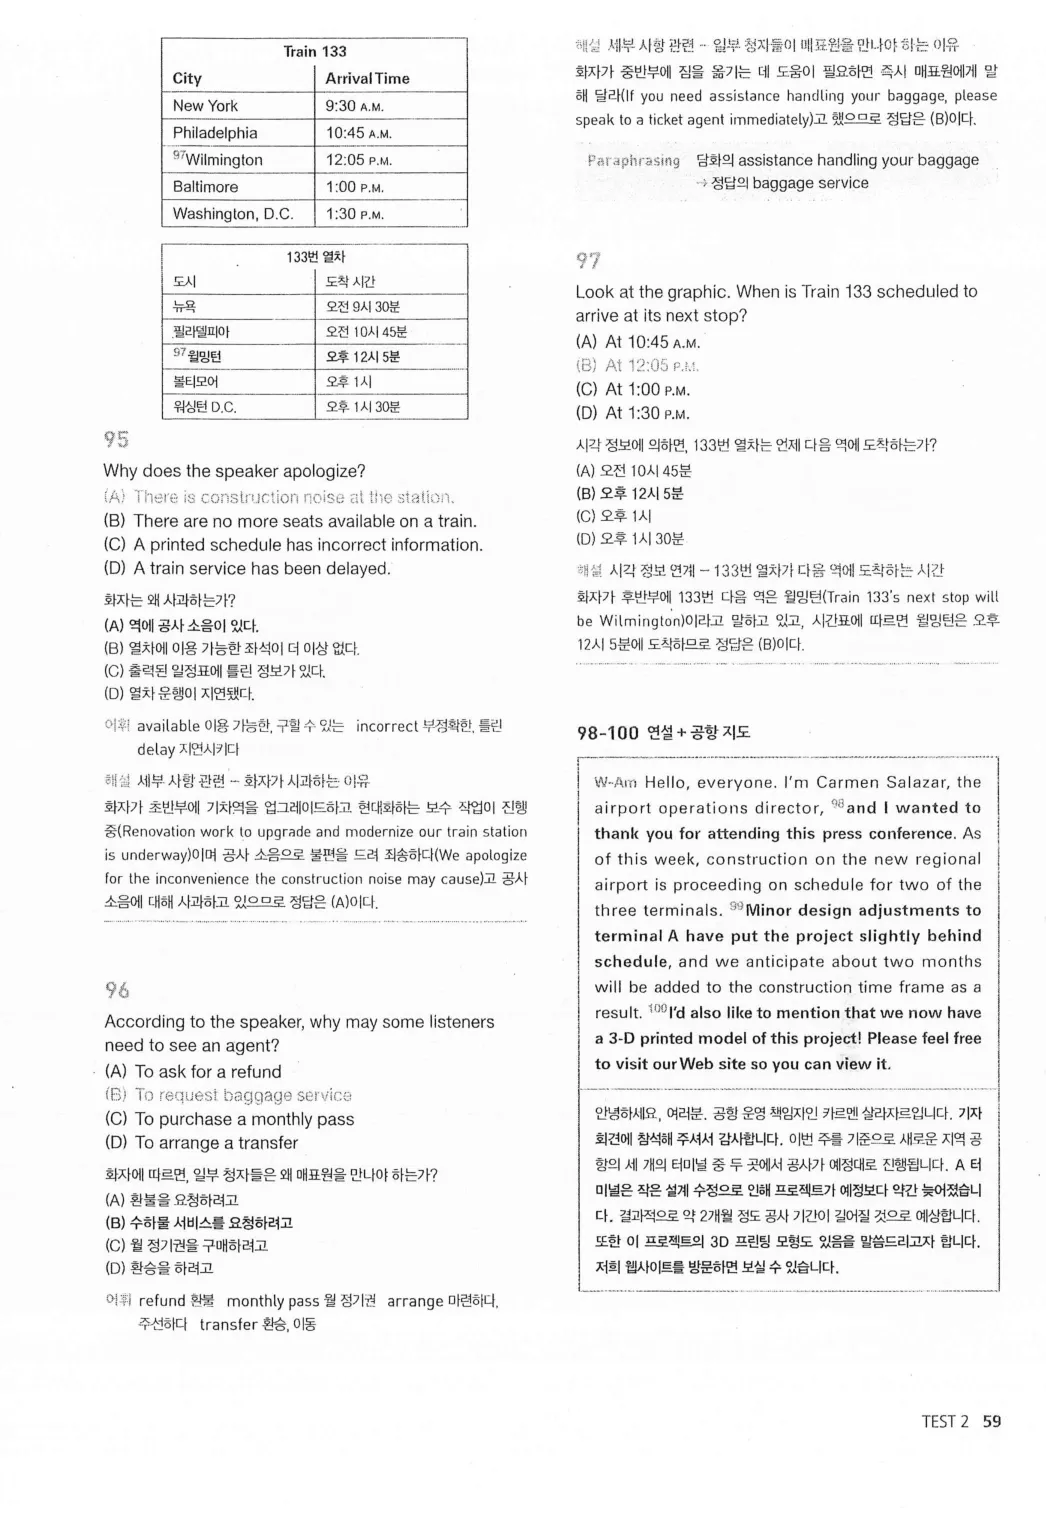 Train 133
City Arrival Time
New York 9:30 A.M.
Philadelphia 10:45 A.M.
97Wilmington 12:05 P.M.
Baltimore 1:00 P.M.
Washington, D.C. 1:30 P.M.
133번 열차
도시 도착 시간
뉴욕 오전 9시 30분
필라델피아 오전 10시 45분
97윌밍턴 오후 12시 5분
볼티모어 오후 1시
워싱턴 D.C. 오후 1시 30분
95
Why does the speaker apologize?
(A) There is construction noise at the station.
(B) There are no more seats available on a train.
(C) A printed schedule has incorrect information.
(D) A train service has been delayed.
화자는 왜 사과하는가?
(A) 역에 공사 소음이 있다.
(B) 열차에 이용 가능한 좌석이 더 이상 없다.
(C) 출력된 일정표에 틀린 정보가 있다.
(D) 열차 운행이 지연됐다.
어휘 available 이용 가능한, 구할 수 있는 incorrect 부정확한, 틀린
delay 지연시키다
해설 세부 사항 관련 – 화자가 사과하는 이유
화자가 초반부에 기차역을 업그레이드하고 현대화하는 보수 작업이 진행
중(Renovation work to upgrade and modernize our train station
is underway)이며 공사 소음으로 불편을 드려 죄송하다(We apologize
for the inconvenience the construction noise may cause)고 공사
소음에 대해 사과하고 있으므로 정답은 (A)이다.
96
According to the speaker, why may some listeners
need to see an agent?
(A) To ask for a refund
(B) To request baggage service
(C) To purchase a monthly pass
(D) To arrange a transfer
화자에 따르면, 일부 청자들은 왜 매표원을 만나야 하는가?
(A) 환불을 요청하려고
(B) 수하물 서비스를 요청하려고
(C) 월 정기권을 구매하려고
(D) 환승을 하려고
어휘 refund 환불 monthly pass 월 정기권 arrange 마련하다,
주선하다 transfer 환승, 이동
해설 세부 사항 관련 – 일부 청자들이 매표원을 만나야 하는 이유
화자가 중반부에 짐을 옮기는 데 도움이 필요하면 즉시 매표원에게 말
해 달라(If you need assistance handling your baggage, please
speak to a ticket agent immediately)고 했으므로 정답은 (B)이다.
Paraphrasing 담화의 assistance handling your baggage
→ 정답의 baggage service
97
Look at the graphic. When is Train 133 scheduled to
arrive at its next stop?
(A) At 10:45 A.M.
(B) At 12:05 P.M.
(C) At 1:00 P.M.
(D) At 1:30 P.M.
시각 정보에 의하면, 133번 열차는 언제 다음 역에 도착하는가?
(A) 오전 10시 45분
(B) 오후 12시 5분
(C) 오후 1시
(D) 오후 1시 30분
해설 시각 정보 연계 – 133번 열차가 다음 역에 도착하는 시간
화자가 후반부에 133번 다음 역은 윌밍턴(Train 133's next stop will
be Wilmington)이라고 말하고 있고, 시간표에 따르면 윌밍턴은 오후
12시 5분에 도착하므로 정답은 (B)이다.
98-100 연설 + 공항 지도
W-Am Hello, everyone. I'm Carmen Salazar, the
airport operations director, 98and I wanted to
thank you for attending this press conference. As
of this week, construction on the new regional
airport is proceeding on schedule for two of the
three terminals. 99Minor design adjustments to
terminal A have put the project slightly behind
schedule, and we anticipate about two months
will be added to the construction time frame as a
result. 100I'd also like to mention that we now have
a 3-D printed model of this project! Please feel free
to visit our Web site so you can view it.
안녕하세요, 여러분. 공항 운영 책임자인 카르멘 살라자르입니다. 기자
회견에 참석해 주셔서 감사합니다. 이번 주를 기준으로 새로운 지역 공
항의 세 개의 터미널 중 두 곳에서 공사가 예정대로 진행됩니다. A 터
미널은 작은 설계 수정으로 인해 프로젝트가 예정보다 약간 늦어졌습니
다. 결과적으로 약 2개월 정도 공사 기간이 길어질 것으로 예상합니다.
또한 이 프로젝트의 3D 프린팅 모형도 있음을 말씀드리고자 합니다.
저희 웹사이트를 방문하면 보실 수 있습니다.
TEST 2 59